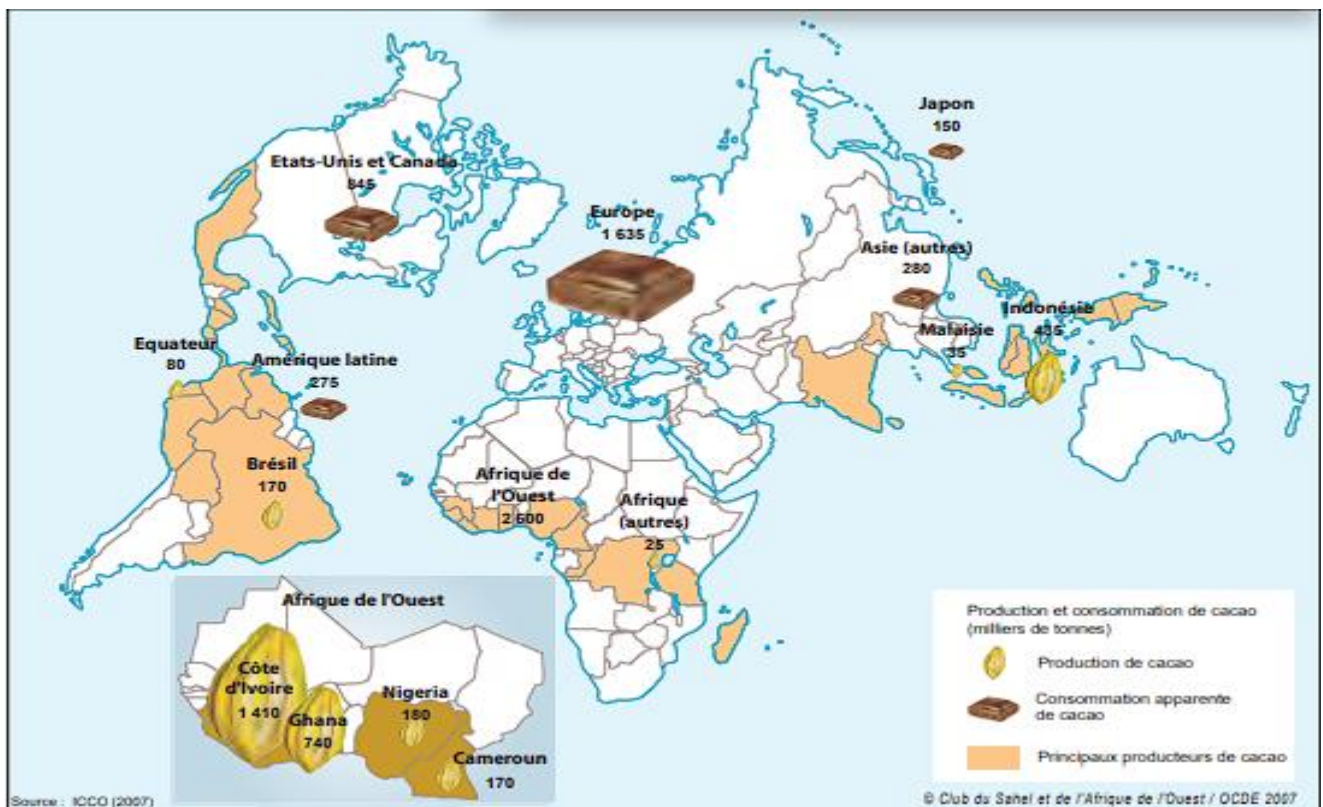 Japon
150
Etats-Unis et Canada
845
Europe
1 635
Asie (autres)
280
Indonésie
435
Malaisie
35
Equateur
80
Amérique latine
275
Brésil
170
Afrique de
l'Ouest
2 600
Afrique
(autres)
25
Afrique de l'Ouest
Côte
d'Ivoire
1 410
Ghana
740
Nigeria
180
Cameroun
170
Production et consommation de cacao
(milliers de tonnes)
Production de cacao
Consommation apparente
de cacao
Principaux producteurs de cacao
Source : ICCO (2007)
© Club du Sahel et de l'Afrique de l'Ouest / OCDE 2007